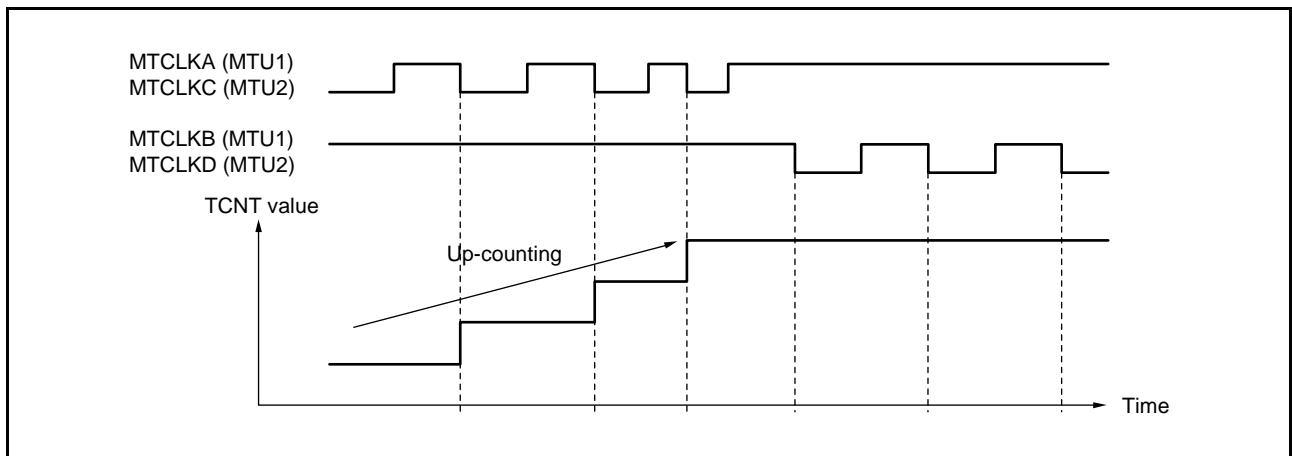 MTCLKA (MTU1)
MTCLKC (MTU2)
MTCLKB (MTU1)
MTCLKD (MTU2)
TCNT value
Up-counting
Time